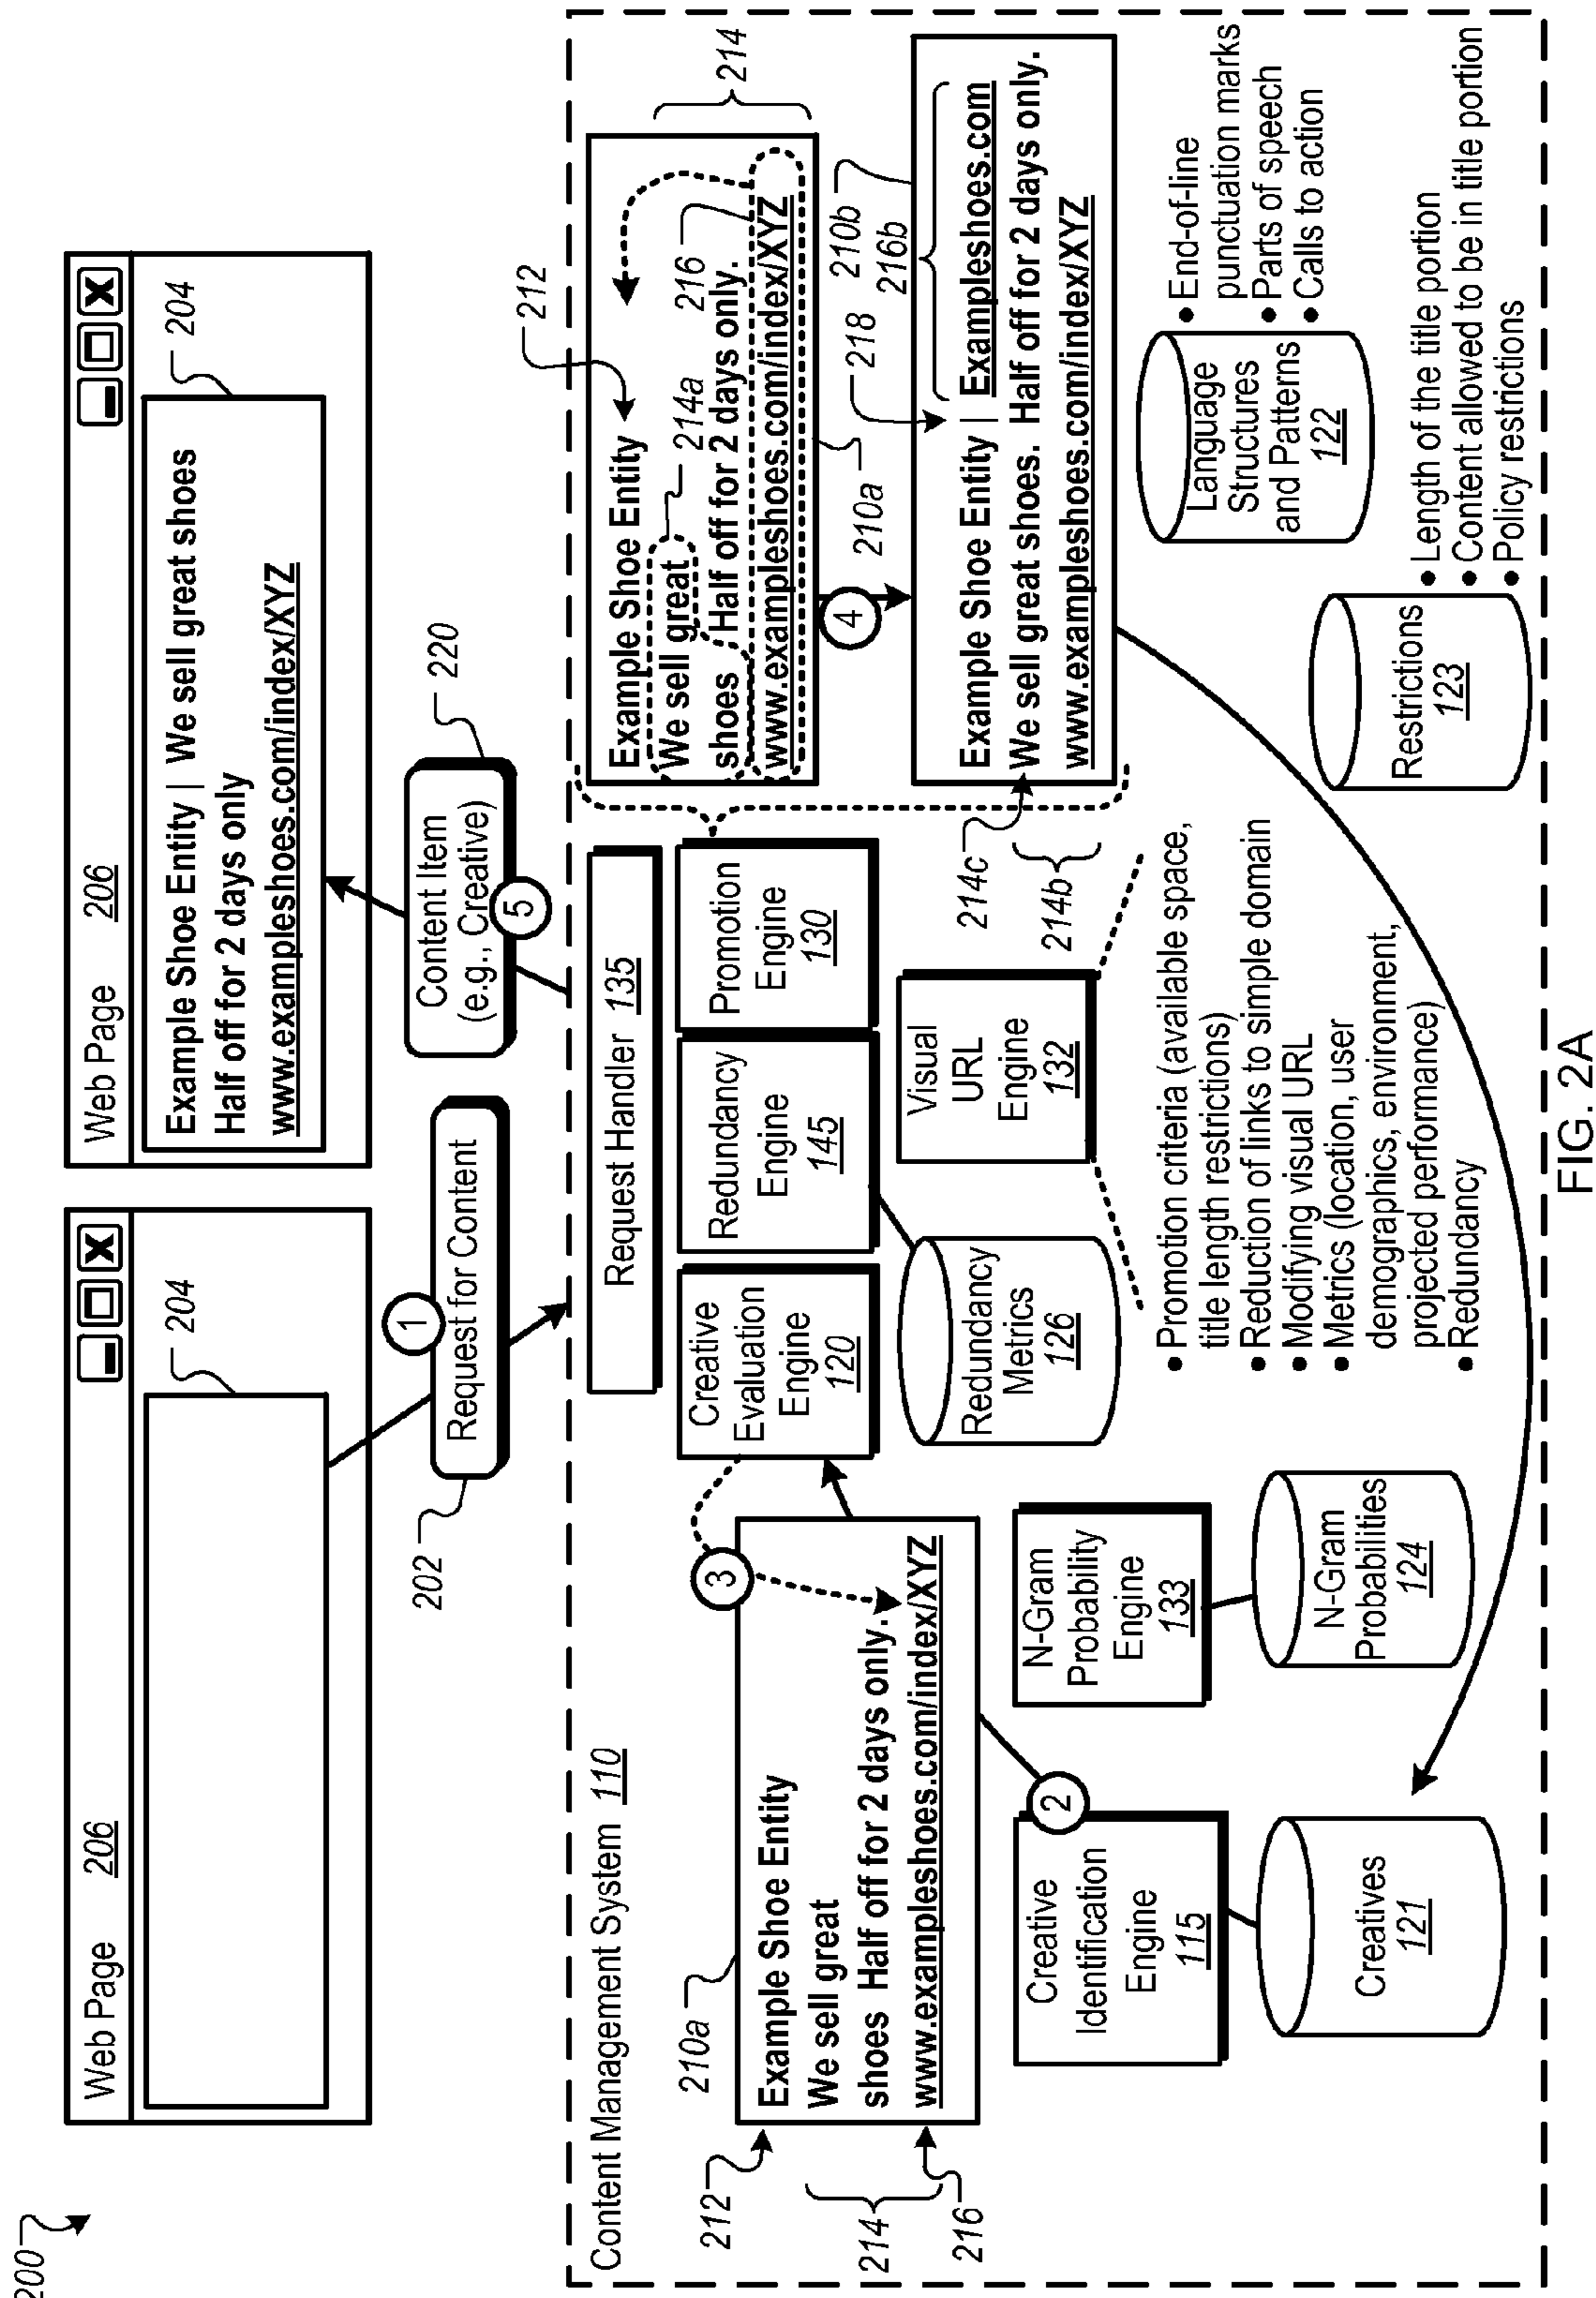 200
Web Page 206
204
Web Page 206
204
Example Shoe Entity | We sell great shoes
Half off for 2 days only
www.exampleshoes.com/index/XYZ
1
Request for Content
202
Content Item
(e.g., Creative)
220
5
Content Management System 110
Request Handler 135
210a
212
214
216
Example Shoe Entity
We sell great
shoes Half off for 2 days only.
www.exampleshoes.com/index/XYZ
3
2
Creative
Identification
Engine
115
Creatives
121
N-Gram
Probability
Engine
133
N-Gram
Probabilities
124
Creative
Evaluation
Engine
120
Redundancy
Engine
145
Promotion
Engine
130
Redundancy
Metrics
126
Visual
URL
Engine
132
• Promotion criteria (available space,
title length restrictions)
• Reduction of links to simple domain
• Modifying visual URL
• Metrics (location, user
demographics, environment,
projected performance)
• Redundancy
212
214
Example Shoe Entity
We sell great
214a
216
shoes Half off for 2 days only.
www.exampleshoes.com/index/XYZ
4
210a
218
210b
216b
Example Shoe Entity | Exampleshoes.com
We sell great shoes. Half off for 2 days only.
www.exampleshoes.com/index/XYZ
214c
214b
Language
Structures
and Patterns
122
• End-of-line
punctuation marks
• Parts of speech
• Calls to action
Restrictions
123
• Length of the title portion
• Content allowed to be in title portion
• Policy restrictions
FIG. 2A